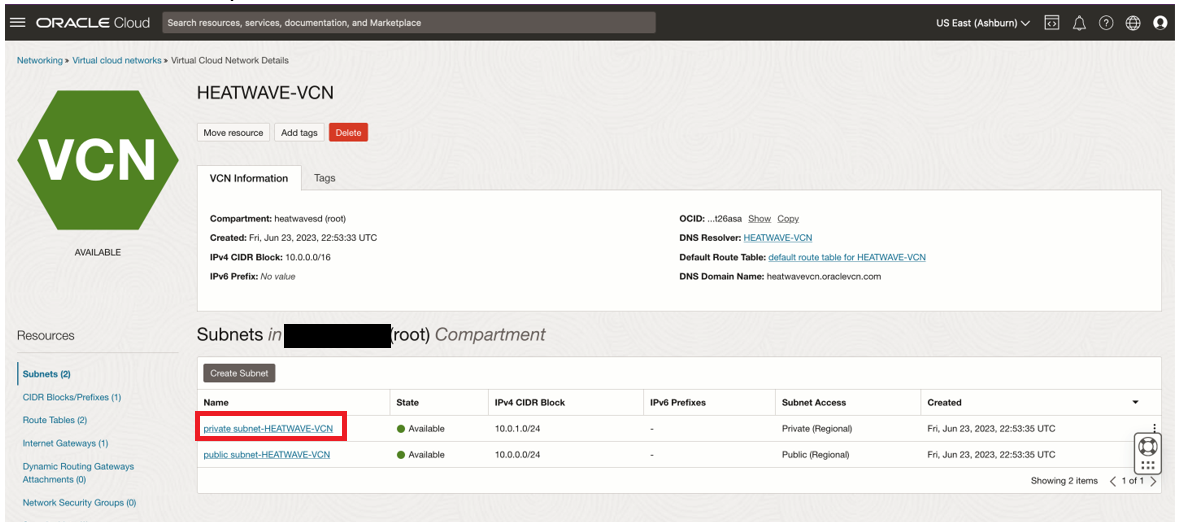 ORACLE Cloud
Search resources, services, documentation, and Marketplace
US East (Ashburn)
Networking » Virtual cloud networks » Virtual Cloud Network Details
VCN
AVAILABLE
HEATWAVE-VCN
Move resource Add tags Delete
VCN Information Tags
Compartment: heatwavesd (root)
Created: Fri, Jun 23, 2023, 22:53:33 UTC
IPv4 CIDR Block: 10.0.0.0/16
IPv6 Prefix: No value
OCID: ...t26asa Show Copy
DNS Resolver: HEATWAVE-VCN
Default Route Table: default route table for HEATWAVE-VCN
DNS Domain Name: heatwavevcn.oraclevcn.com
Resources
Subnets (2)
CIDR Blocks/Prefixes (1)
Route Tables (2)
Internet Gateways (1)
Dynamic Routing Gateways
Attachments (0)
Network Security Groups (0)
Subnets in (root) Compartment
Create Subnet
Name State IPv4 CIDR Block IPv6 Prefixes Subnet Access Created
private subnet-HEATWAVE-VCN Available 10.0.1.0/24 - Private (Regional) Fri, Jun 23, 2023, 22:53:35 UTC
public subnet-HEATWAVE-VCN Available 10.0.0.0/24 - Public (Regional) Fri, Jun 23, 2023, 22:53:35 UTC
Showing 2 items < 1 of 1 >